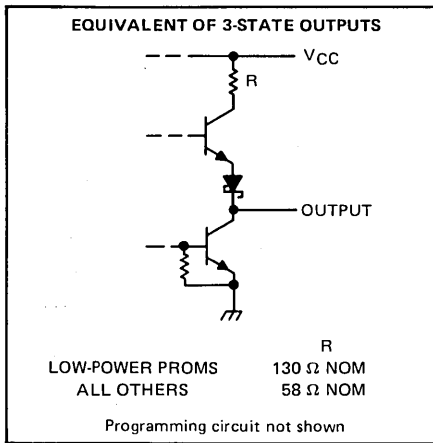 EQUIVALENT OF 3-STATE OUTPUTS
VCC
R
OUTPUT
R
LOW-POWER PROMS 130 Ω NOM
ALL OTHERS 58 Ω NOM
Programming circuit not shown